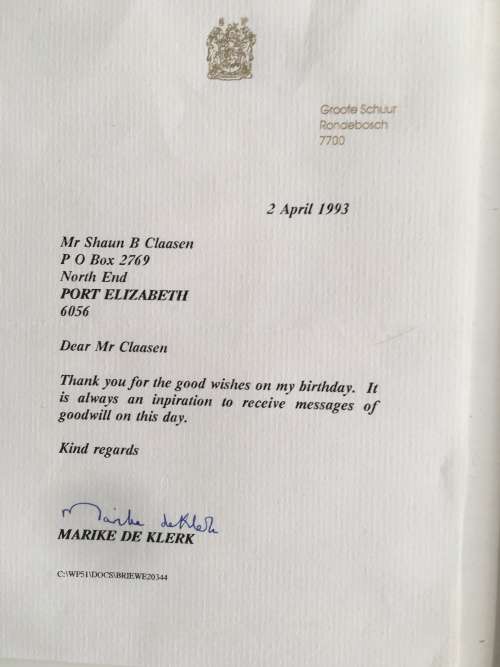 Groote Schuur
Rondebosch
7700
2 April 1993
Mr Shaun B Claasen
P O Box 2769
North End
PORT ELIZABETH
6056
Dear Mr Claasen
Thank you for the good wishes on my birthday. It
is always an inpiration to receive messages of
goodwill on this day.
Kind regards
Marike de Klerk
MARIKE DE KLERK
C:\WP51\DOCS\BRIEWE20344